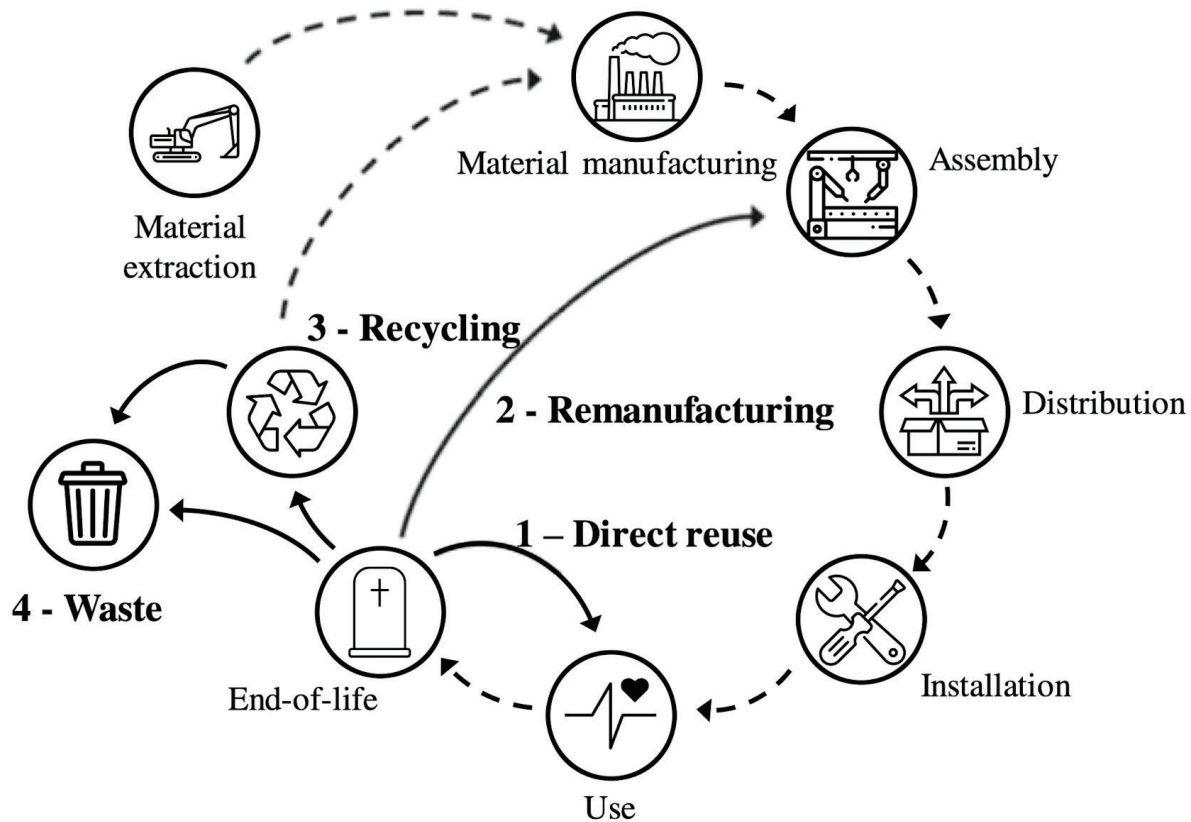 Material manufacturing
Assembly
Material
extraction
3 - Recycling
2 - Remanufacturing
Distribution
1 – Direct reuse
4 - Waste
End-of-life
Installation
Use